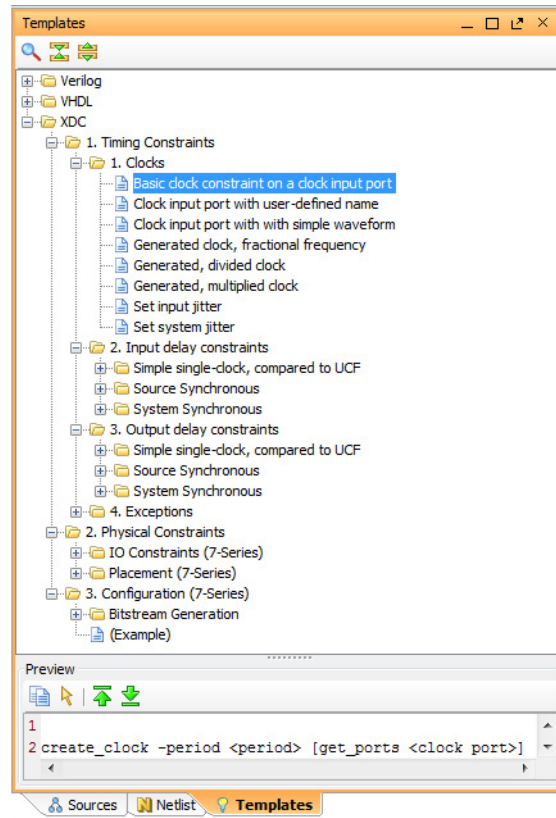 Templates
Verilog
VHDL
XDC
1. Timing Constraints
1. Clocks
Basic clock constraint on a clock input port
Clock input port with user-defined name
Clock input port with with simple waveform
Generated clock, fractional frequency
Generated, divided clock
Generated, multiplied clock
Set input jitter
Set system jitter
2. Input delay constraints
Simple single-clock, compared to UCF
Source Synchronous
System Synchronous
3. Output delay constraints
Simple single-clock, compared to UCF
Source Synchronous
System Synchronous
4. Exceptions
2. Physical Constraints
IO Constraints (7-Series)
Placement (7-Series)
3. Configuration (7-Series)
Bitstream Generation
(Example)
Preview
1
2 create_clock -period <period> [get_ports <clock port>]
Sources Netlist Templates